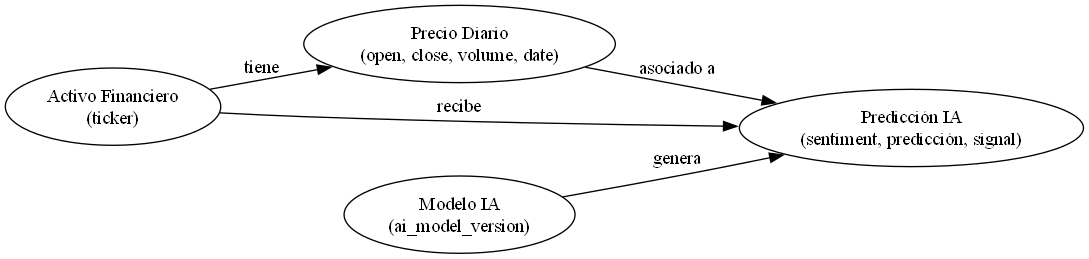 Precio Diario
(open, close, volume, date)
tiene
asociado a
Activo Financiero
(ticker)
recibe
Predicción IA
(sentiment, predicción, signal)
genera
Modelo IA
(ai_model_version)